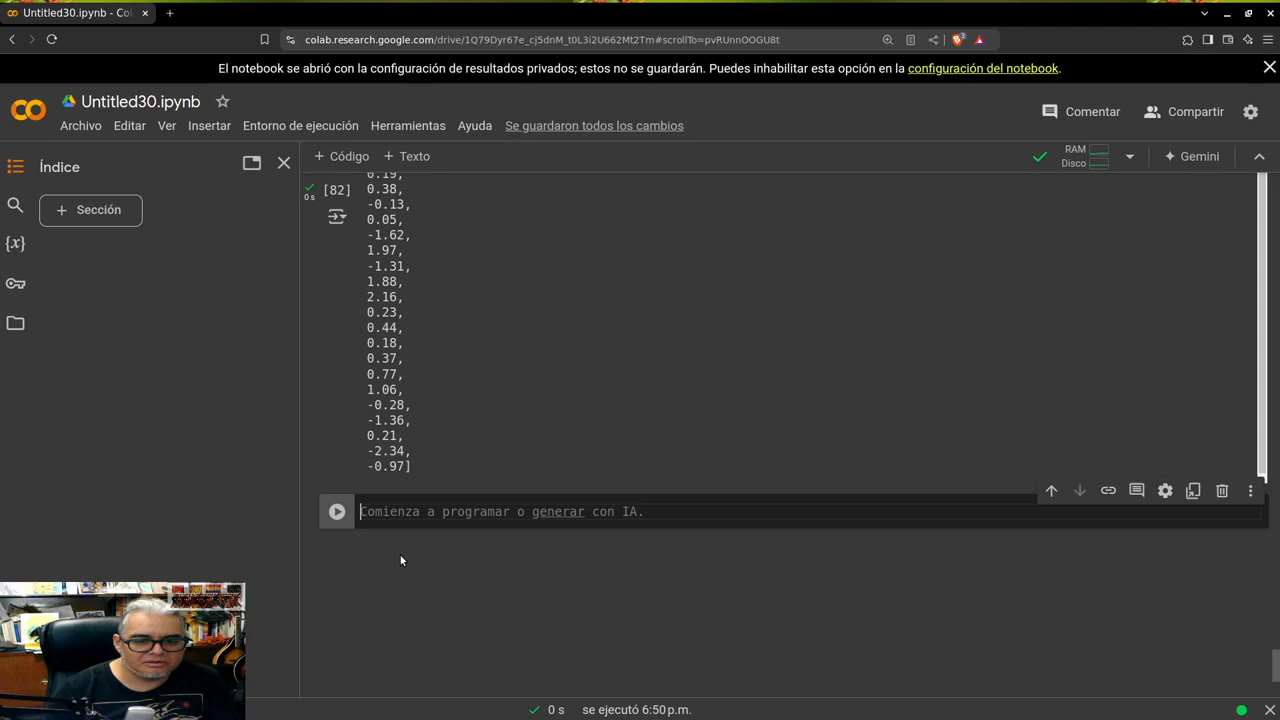 Untitled30.ipynb - Col
colab.research.google.com/drive/1Q79Dyr67e_cj5dnM_t0L3i2U662Mt2Tm#scrollTo=pvRUnnOOGU8t
3
El notebook se abrió con la configuración de resultados privados; estos no se guardarán. Puedes inhabilitar esta opción en la configuración del notebook.
CO
Untitled30.ipynb
Comentar
Compartir
Archivo Editar Ver Insertar Entorno de ejecución Herramientas Ayuda Se guardaron todos los cambios
Índice
+ Código + Texto
RAM
Disco
Gemini
+ Sección
{x}
0 s
[82]
0.19,
0.38,
-0.13,
0.05,
-1.62,
1.97,
-1.31,
1.88,
2.16,
0.23,
0.44,
0.18,
0.37,
0.77,
1.06,
-0.28,
-1.36,
0.21,
-2.34,
-0.97]
Comienza a programar o generar con IA.
0 s se ejecutó 6:50 p.m.